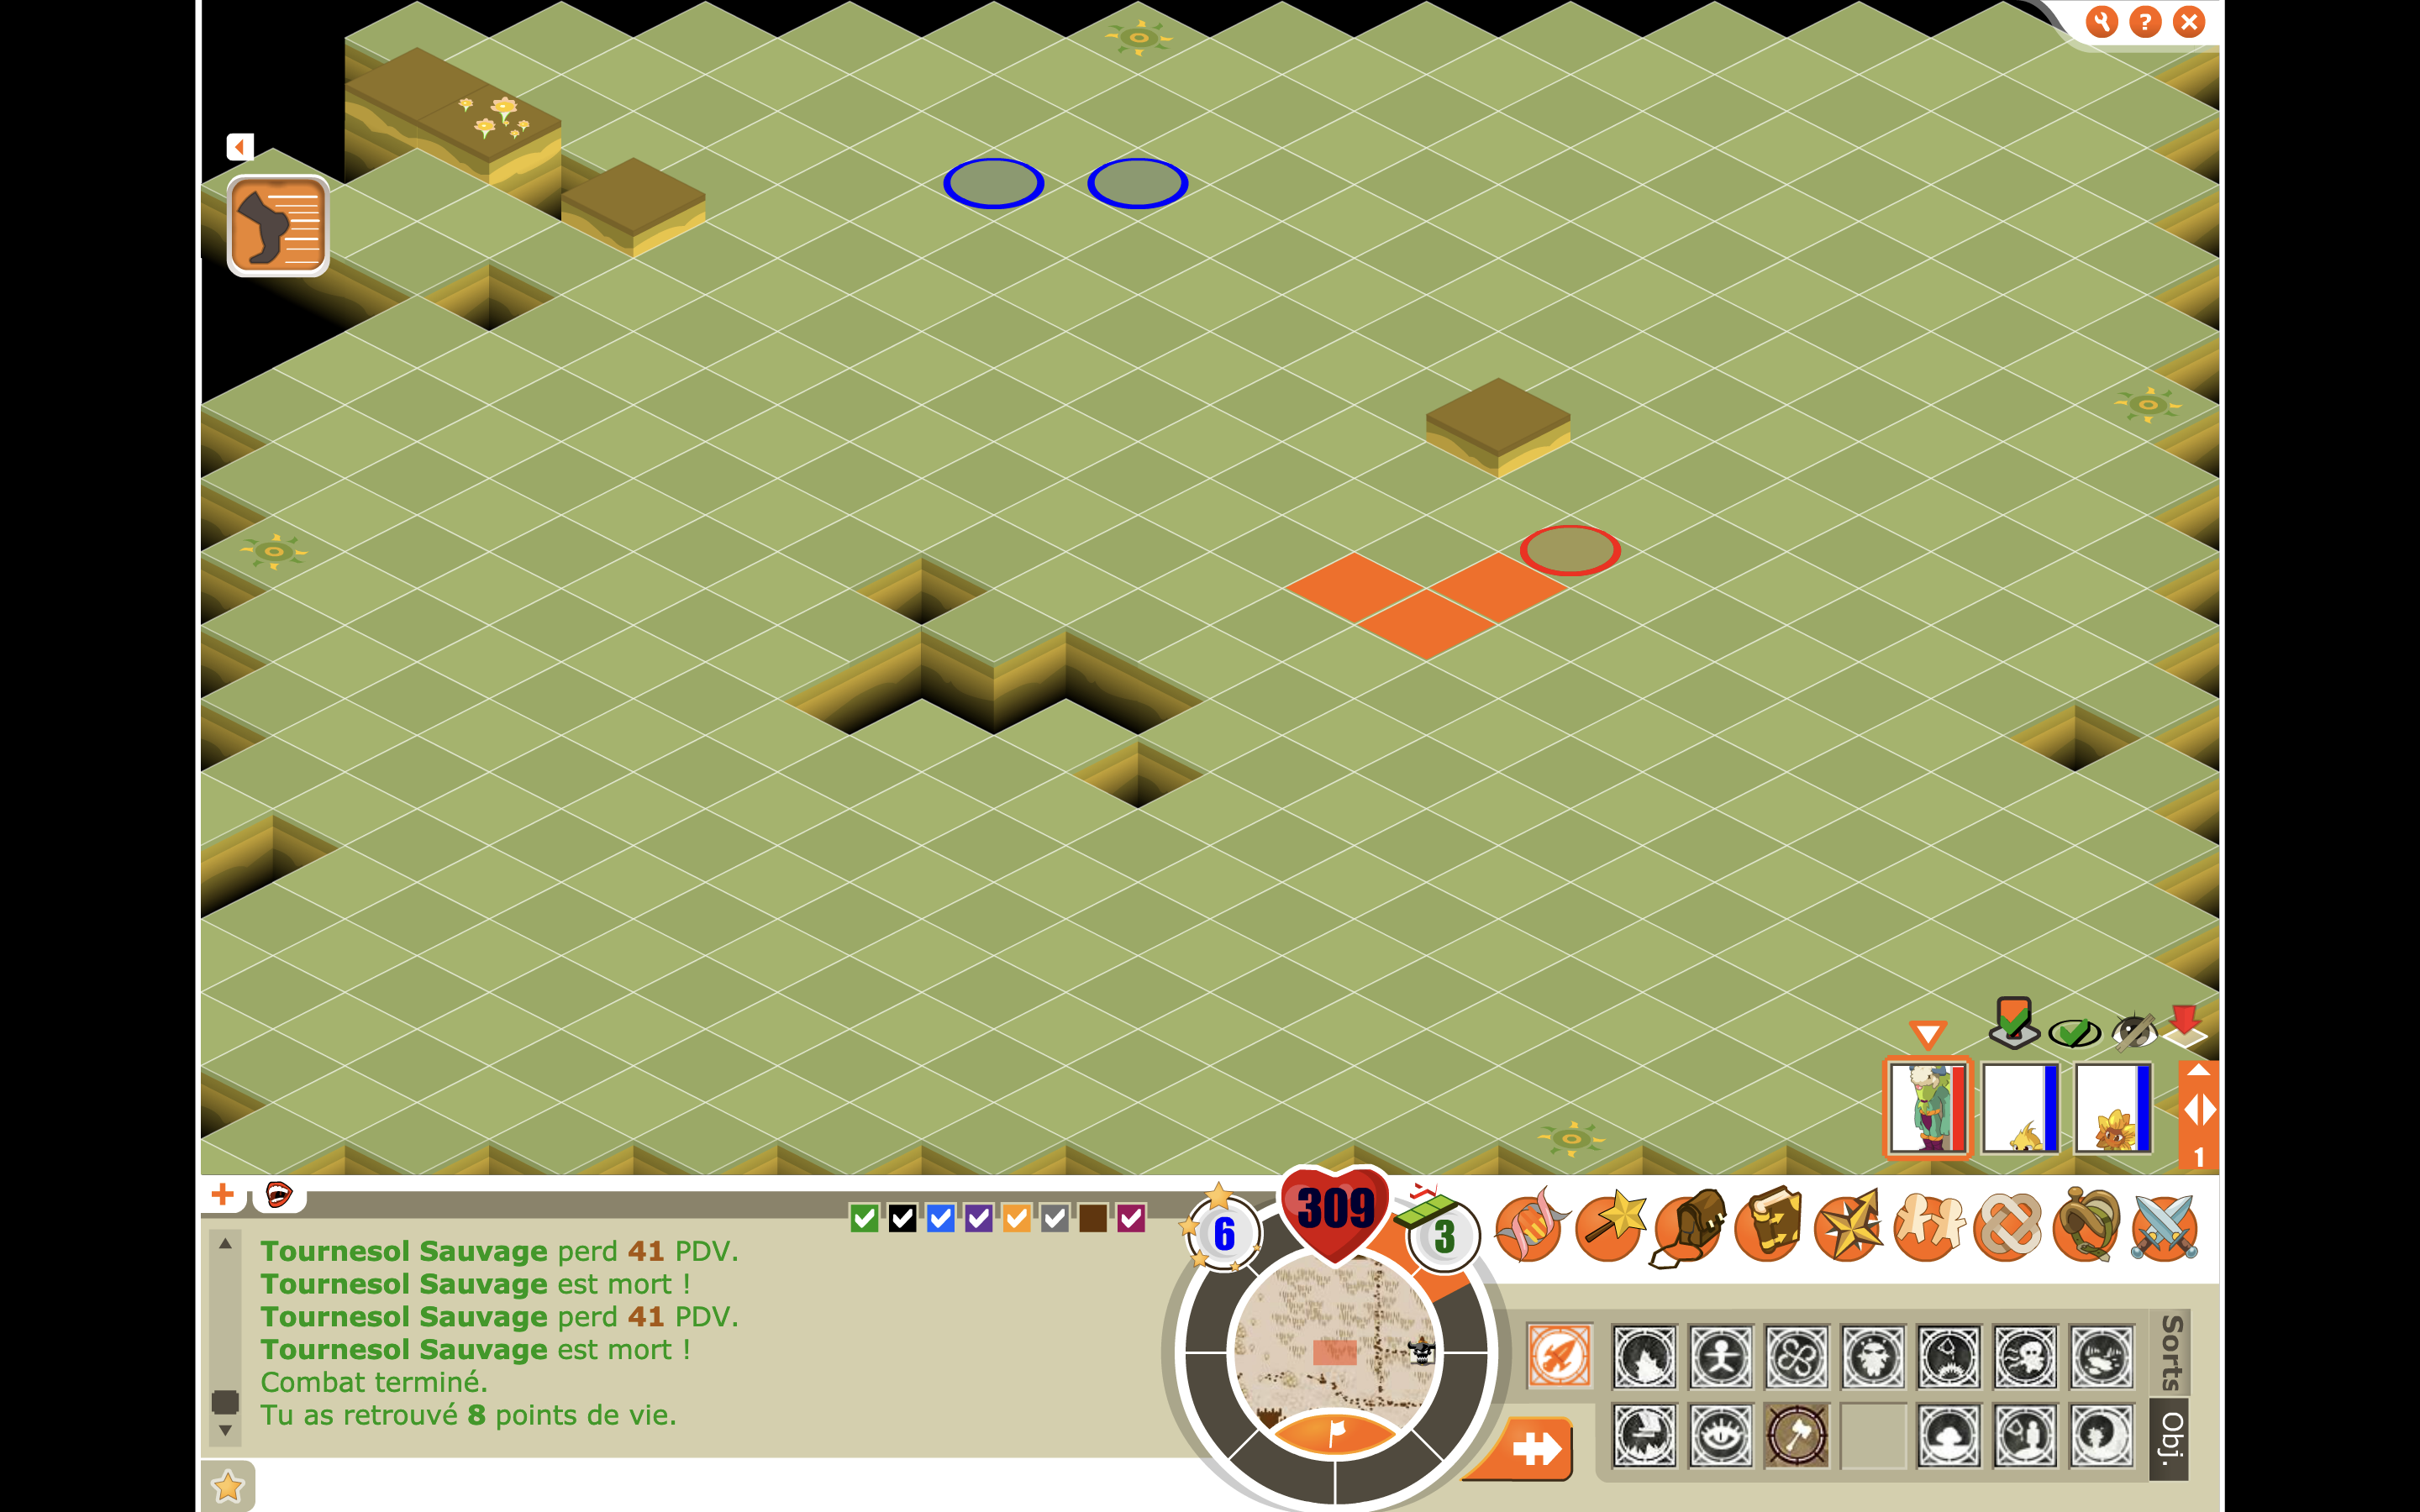 ?
1
309
6
3
Tournesol Sauvage perd 41 PDV.
Tournesol Sauvage est mort !
Tournesol Sauvage perd 41 PDV.
Tournesol Sauvage est mort !
Combat terminé.
Tu as retrouvé 8 points de vie.
Sorts
Obj.